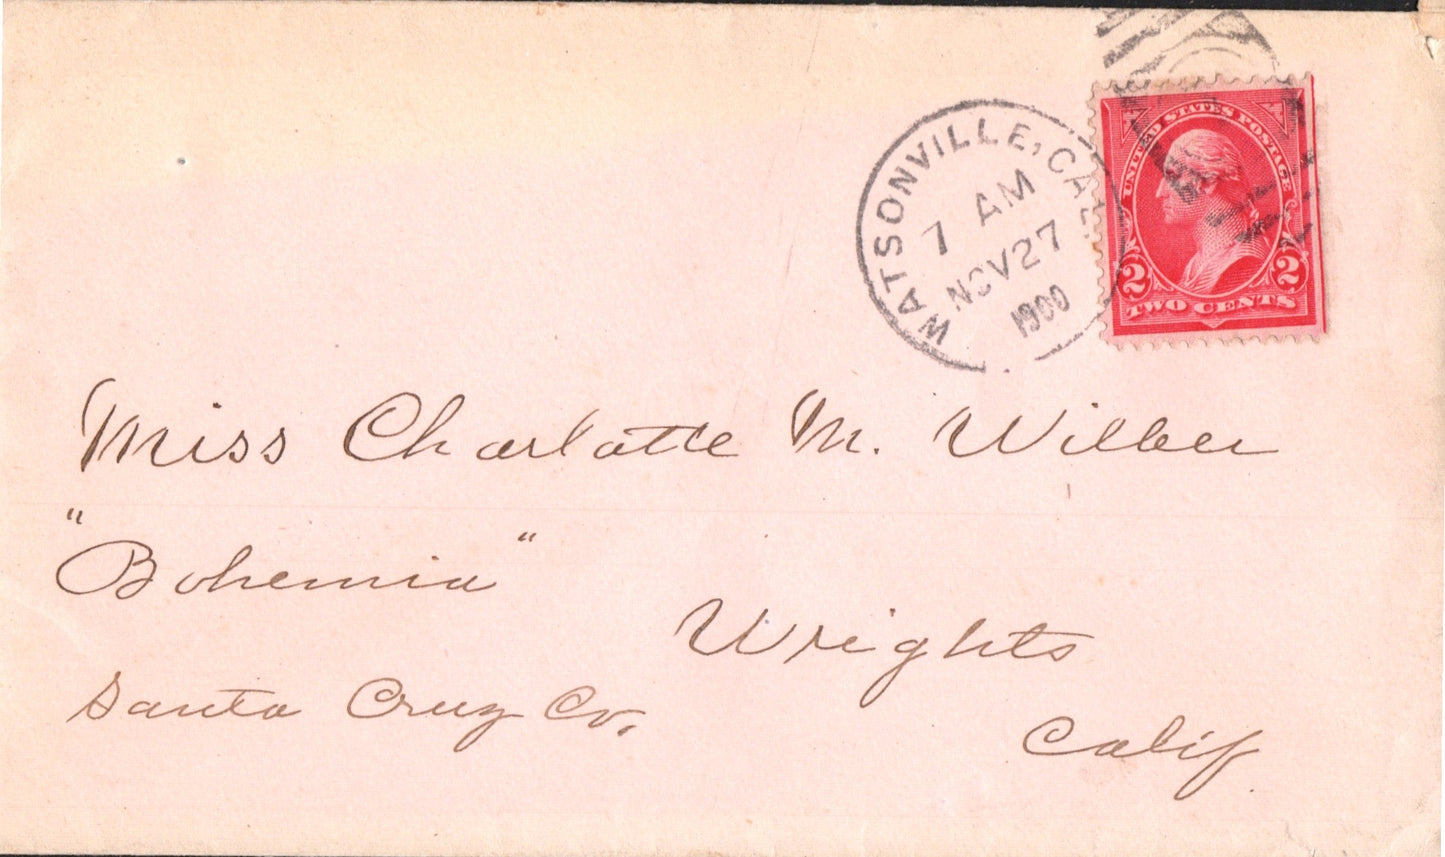 WATSONVILLE, CAL.
7 AM
NOV 27
1900
UNITED STATES POSTAGE
2 2
TWO CENTS
Miss Charlotte M. Wilber
"Bohemia"
Wrights
Santa Cruz Co.
Calif